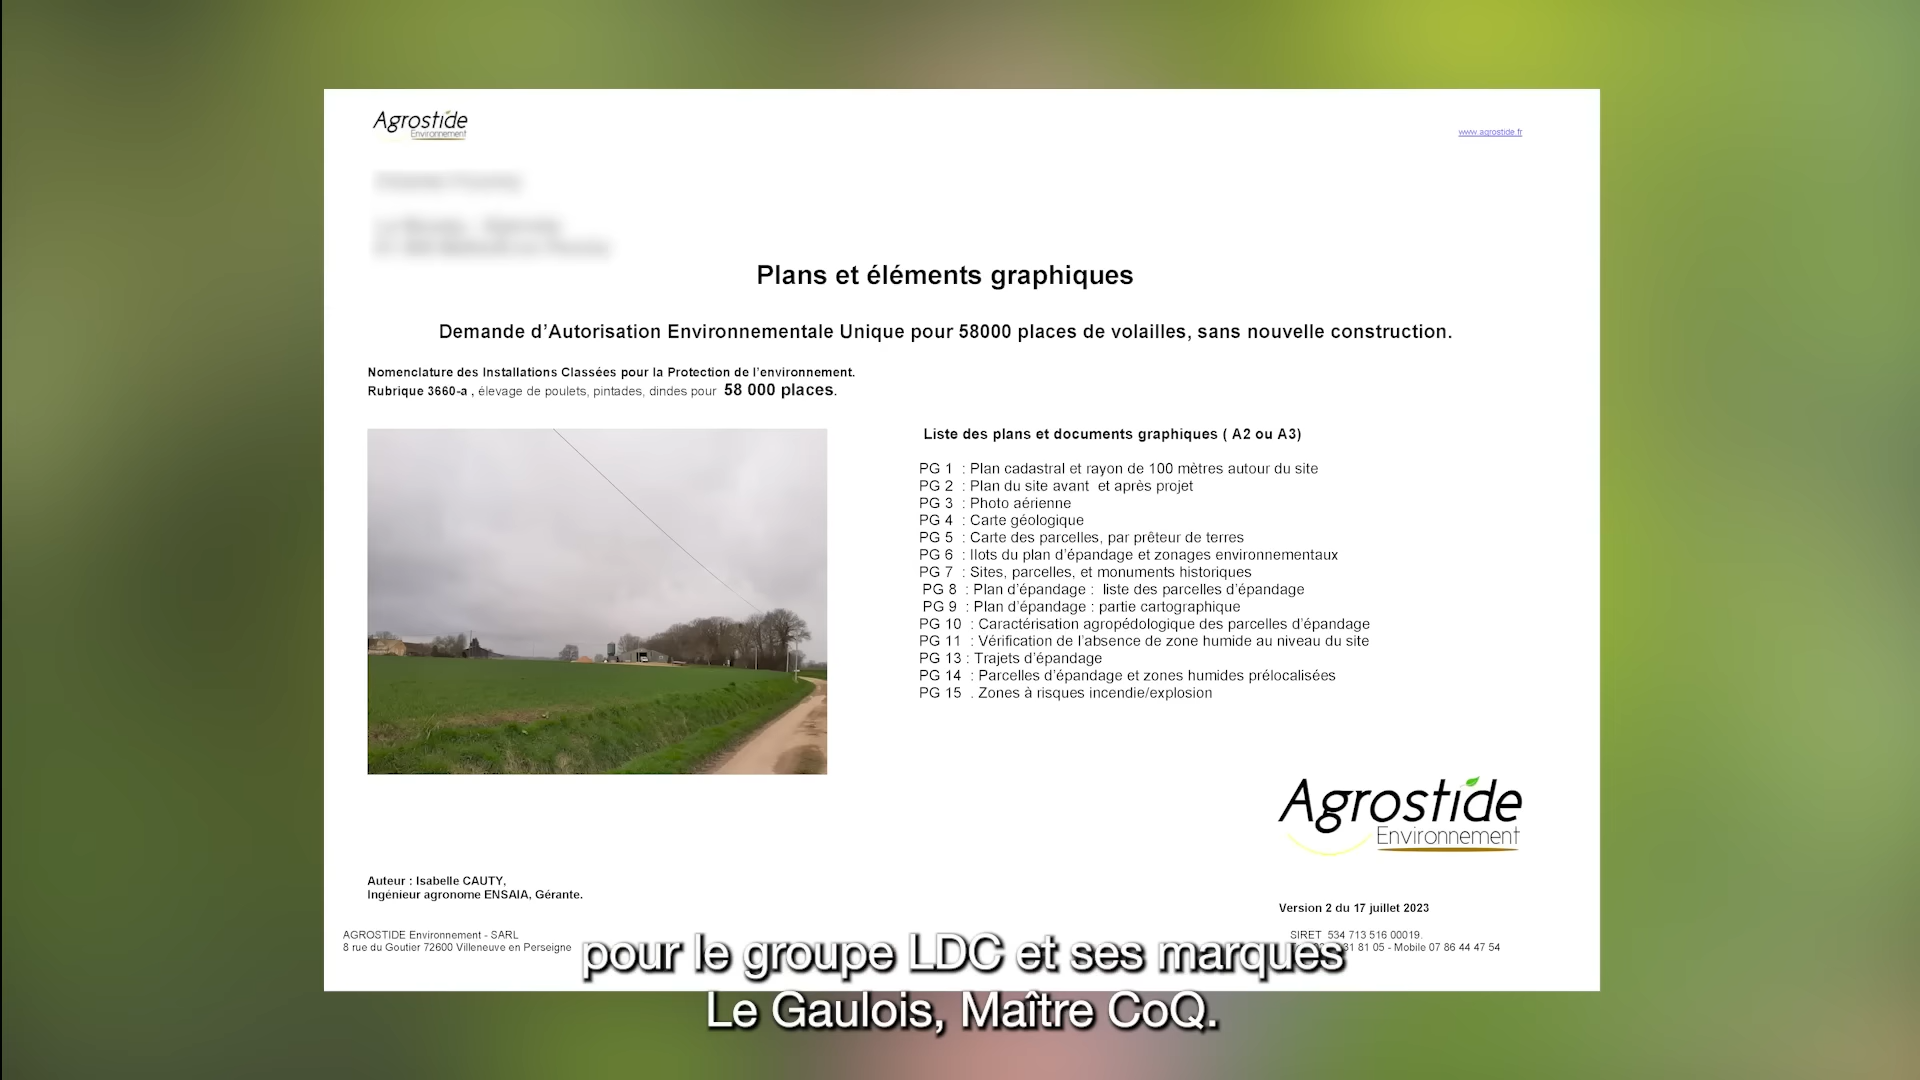 Agrostide
Environnement
www.agrostide.fr
Plans et éléments graphiques
Demande d’Autorisation Environnementale Unique pour 58000 places de volailles, sans nouvelle construction.
Nomenclature des Installations Classées pour la Protection de l’environnement.
Rubrique 3660-a , élevage de poulets, pintades, dindes pour 58 000 places.
Liste des plans et documents graphiques ( A2 ou A3)
PG 1 : Plan cadastral et rayon de 100 mètres autour du site
PG 2 : Plan du site avant et après projet
PG 3 : Photo aérienne
PG 4 : Carte géologique
PG 5 : Carte des parcelles, par prêteur de terres
PG 6 : Ilots du plan d’épandage et zonages environnementaux
PG 7 : Sites, parcelles, et monuments historiques
PG 8 : Plan d’épandage : liste des parcelles d’épandage
PG 9 : Plan d’épandage : partie cartographique
PG 10 : Caractérisation agropédologique des parcelles d’épandage
PG 11 : Vérification de l’absence de zone humide au niveau du site
PG 13 : Trajets d’épandage
PG 14 : Parcelles d’épandage et zones humides prélocalisées
PG 15 . Zones à risques incendie/explosion
Agrostide
Environnement
Auteur : Isabelle CAUTY,
Ingénieur agronome ENSAIA, Gérante.
Version 2 du 17 juillet 2023
AGROSTIDE Environnement - SARL
8 rue du Goutier 72600 Villeneuve en Perseigne
SIRET 534 713 516 00019.
31 81 05 - Mobile 07 86 44 47 54
pour le groupe LDC et ses marques
Le Gaulois, Maître CoQ.